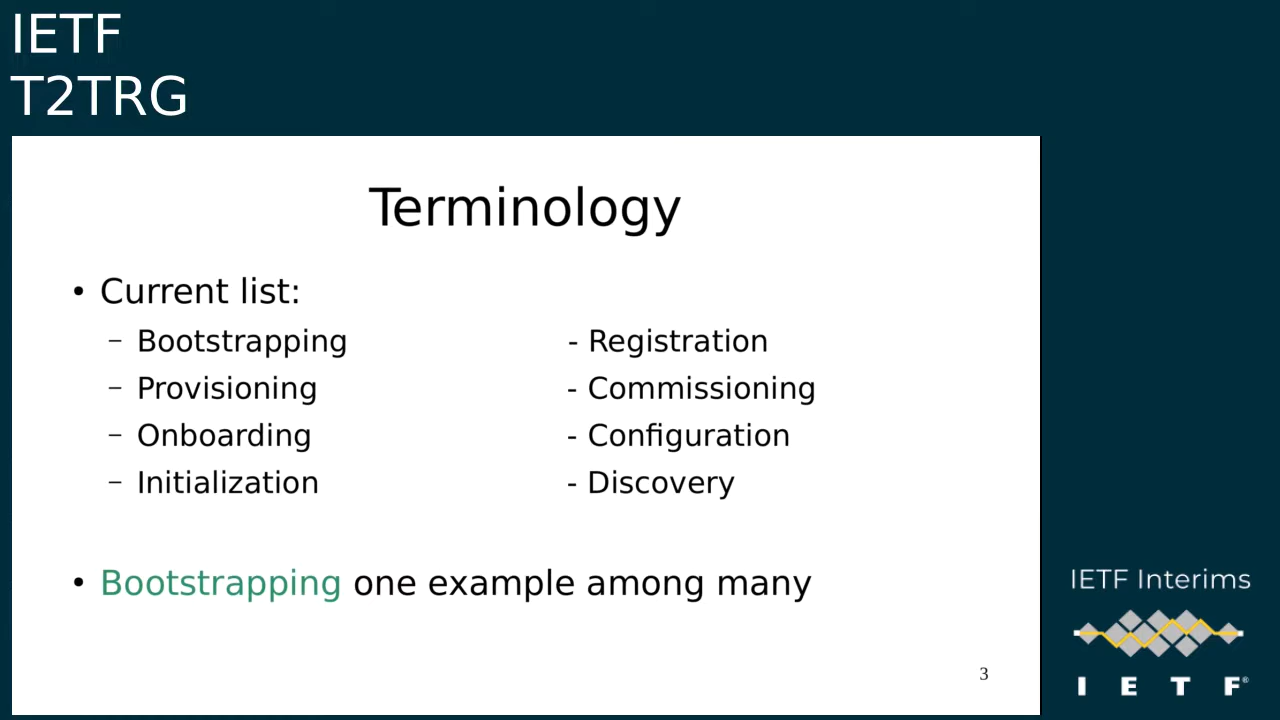 IETF
T2TRG
Terminology
• Current list:
– Bootstrapping - Registration
– Provisioning - Commissioning
– Onboarding - Configuration
– Initialization - Discovery
• Bootstrapping one example among many
3
IETF Interims
I E T F®